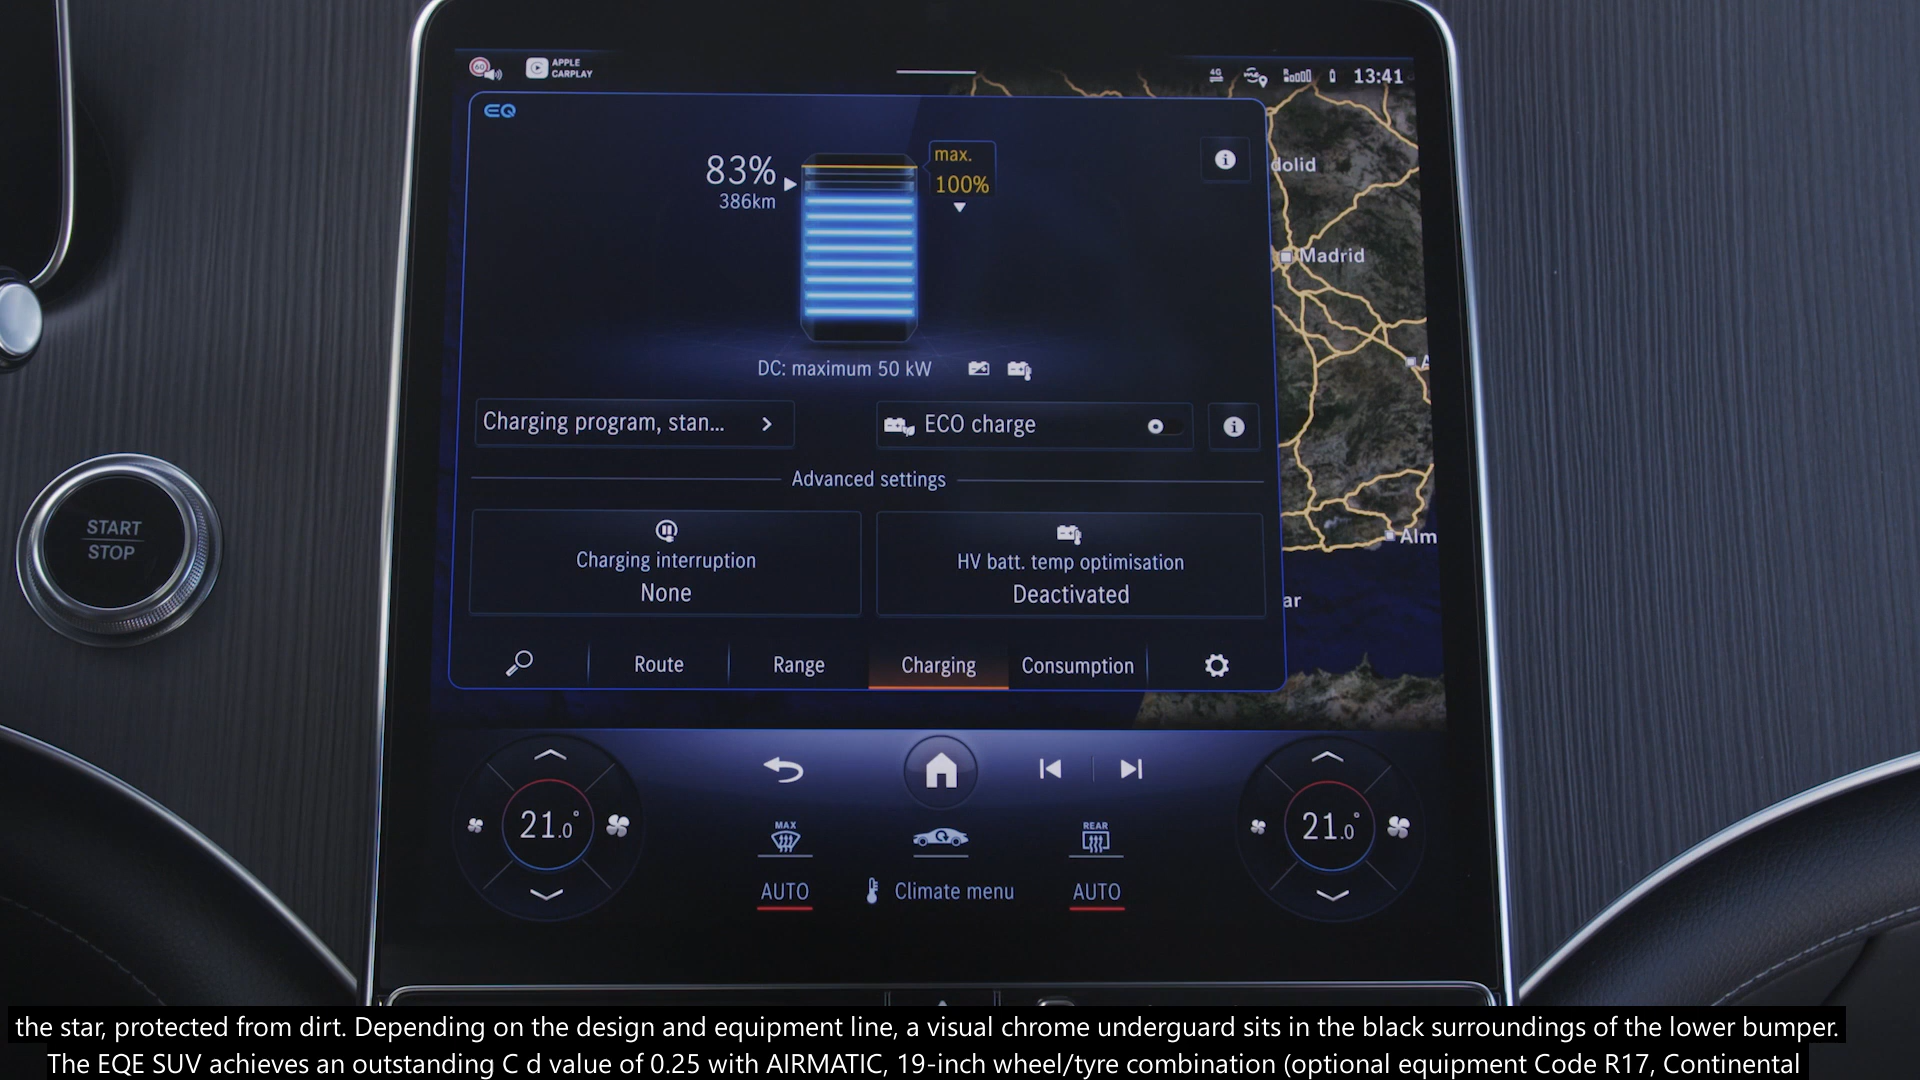 60
APPLE
CARPLAY
4G
13:41
EQ
83%
386km
max.
100%
dolid
Madrid
A
Alm
ar
DC: maximum 50 kW
Charging program, stan...
ECO charge
Advanced settings
Charging interruption
None
HV batt. temp optimisation
Deactivated
Route
Range
Charging
Consumption
START
STOP
21.0°
21.0°
MAX
REAR
AUTO
Climate menu
AUTO
the star, protected from dirt. Depending on the design and equipment line, a visual chrome underguard sits in the black surroundings of the lower bumper.
The EQE SUV achieves an outstanding C d value of 0.25 with AIRMATIC, 19-inch wheel/tyre combination (optional equipment Code R17, Continental